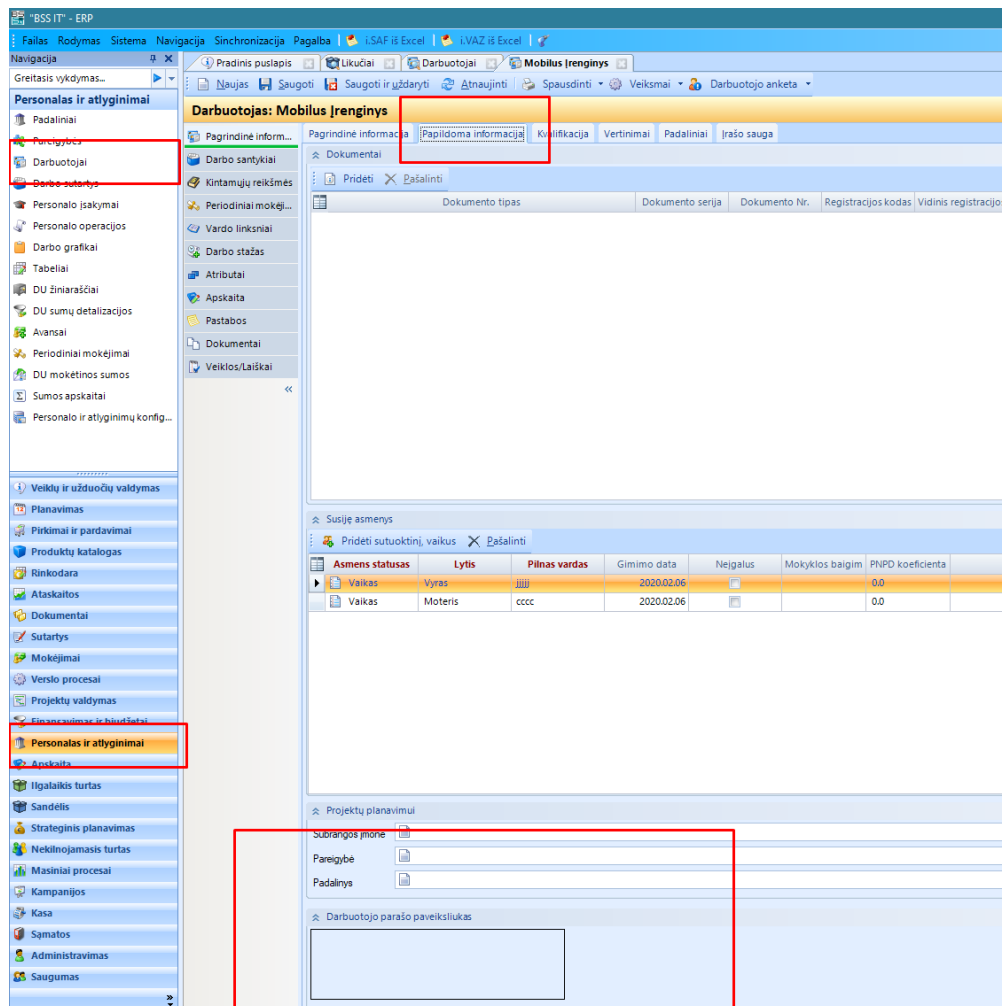 "BSS IT" - ERP
Failas Rodymas Sistema Navigacija Sinchronizacija Pagalba i.SAF iš Excel i.VAZ iš Excel
Navigacija
Greitasis vykdymas...
Personalas ir atlyginimai
Padaliniai
Pareigybės
Darbuotojai
Darbo sutartys
Personalo įsakymai
Personalo operacijos
Darbo grafikai
Tabeliai
DU žiniaraščiai
DU sumų detalizacijos
Avansai
Periodiniai mokėjimai
DU mokėtinos sumos
Sumos apskaitai
Personalo ir atlyginimų konfig...
Veiklų ir užduočių valdymas
Planavimas
Pirkimai ir pardavimai
Produktų katalogas
Rinkodara
Ataskaitos
Dokumentai
Sutartys
Mokėjimai
Verslo procesai
Projektų valdymas
Finansavimas ir biudžetai
Personalas ir atlyginimai
Apskaita
Ilgalaikis turtas
Sandėlis
Strateginis planavimas
Nekilnojamasis turtas
Masiniai procesai
Kampanijos
Kasa
Sąmatos
Administravimas
Saugumas
Pradinis puslapis Likučiai Darbuotojai Mobilus Įrenginys
Naujas Saugoti Saugoti ir uždaryti Atnaujinti Spausdinti Veiksmai Darbuotojo anketa
Darbuotojas: Mobilus Įrenginys
Pagrindinė inform...
Darbo santykiai
Kintamųjų reikšmės
Periodiniai mokėji...
Vardo linksniai
Darbo stažas
Atributai
Apskaita
Pastabos
Dokumentai
Veiklos/Laiškai
Pagrindinė informacija Papildoma informacija Kvalifikacija Vertinimai Padaliniai Įrašo sauga
Dokumentai
Pridėti Pašalinti
Dokumento tipas Dokumento serija Dokumento Nr. Registracijos kodas Vidinis registracijos
Susiję asmenys
Pridėti sutuoktinį, vaikus Pašalinti
Asmens statusas Lytis Pilnas vardas Gimimo data Neįgalus Mokyklos baigim PNPD koeficienta
Vaikas Vyras jjjjj 2020.02.06 0.0
Vaikas Moteris cccc 2020.02.06 0.0
Projektų planavimui
Subrangos įmonė
Pareigybė
Padalinys
Darbuotojo parašo paveiksliukas